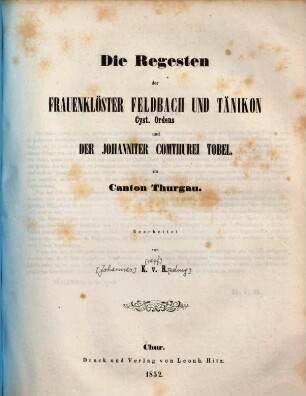 Die Regesten
der
FRAUENKLÖSTER FELDBACH UND TÄNIKON
Cyst. Ordens
und
DER JOHANNITER COMTHUREI TOBEL.
im
Canton Thurgau.
Bearbeitet
von
[Johannes] K. v. R.
Chur.
Druck und Verlag von Leonh. Hitz.
1852.